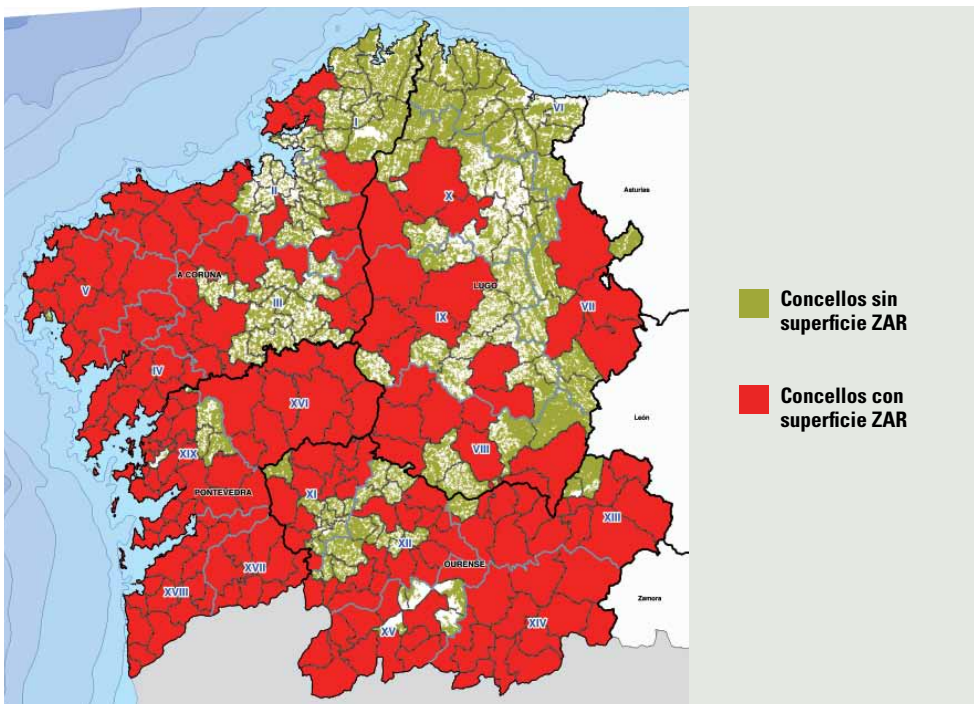 I
VI
Asturias
II
X
A CORUÑA
LUGO
V
III
IX
VII
IV
XVI
León
XIX
VIII
PONTEVEDRA
XI
XIII
XII
OURENSE
XVII
XVIII
Zamora
XV
XIV
Concellos sin
superficie ZAR
Concellos con
superficie ZAR